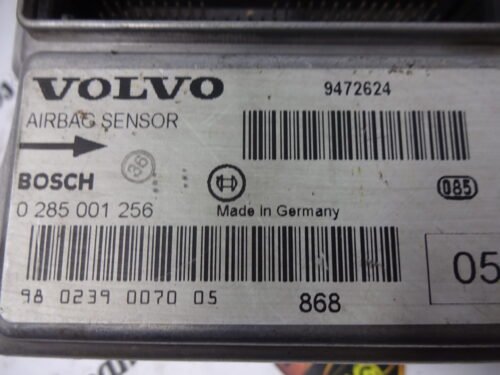 VOLVO
9472624
AIRBAG SENSOR
36
BOSCH
085
0 285 001 256
Made In Germany
05
98 0239 0070 05
868